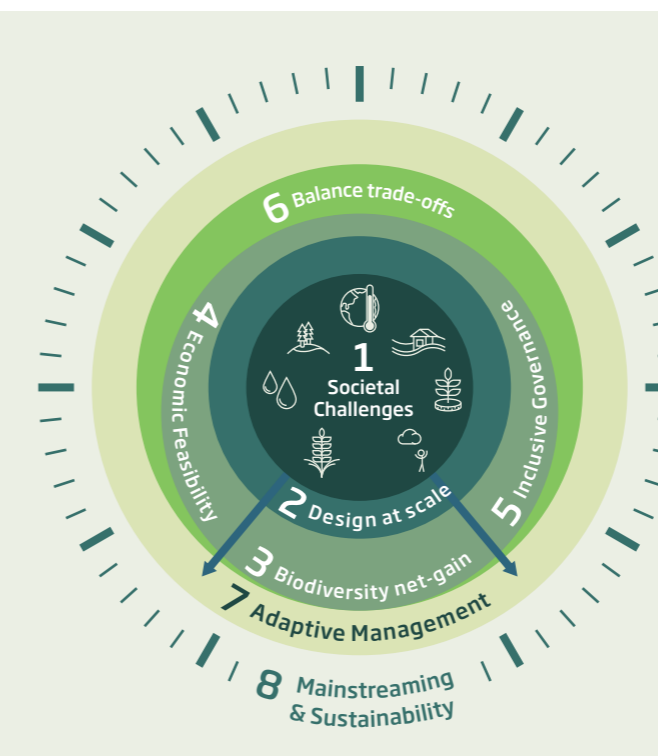 1
Societal
Challenges
2 Design at scale
3 Biodiversity net-gain
4 Economic Feasibility
5 Inclusive Governance
6 Balance trade-offs
7 Adaptive Management
8 Mainstreaming
& Sustainability